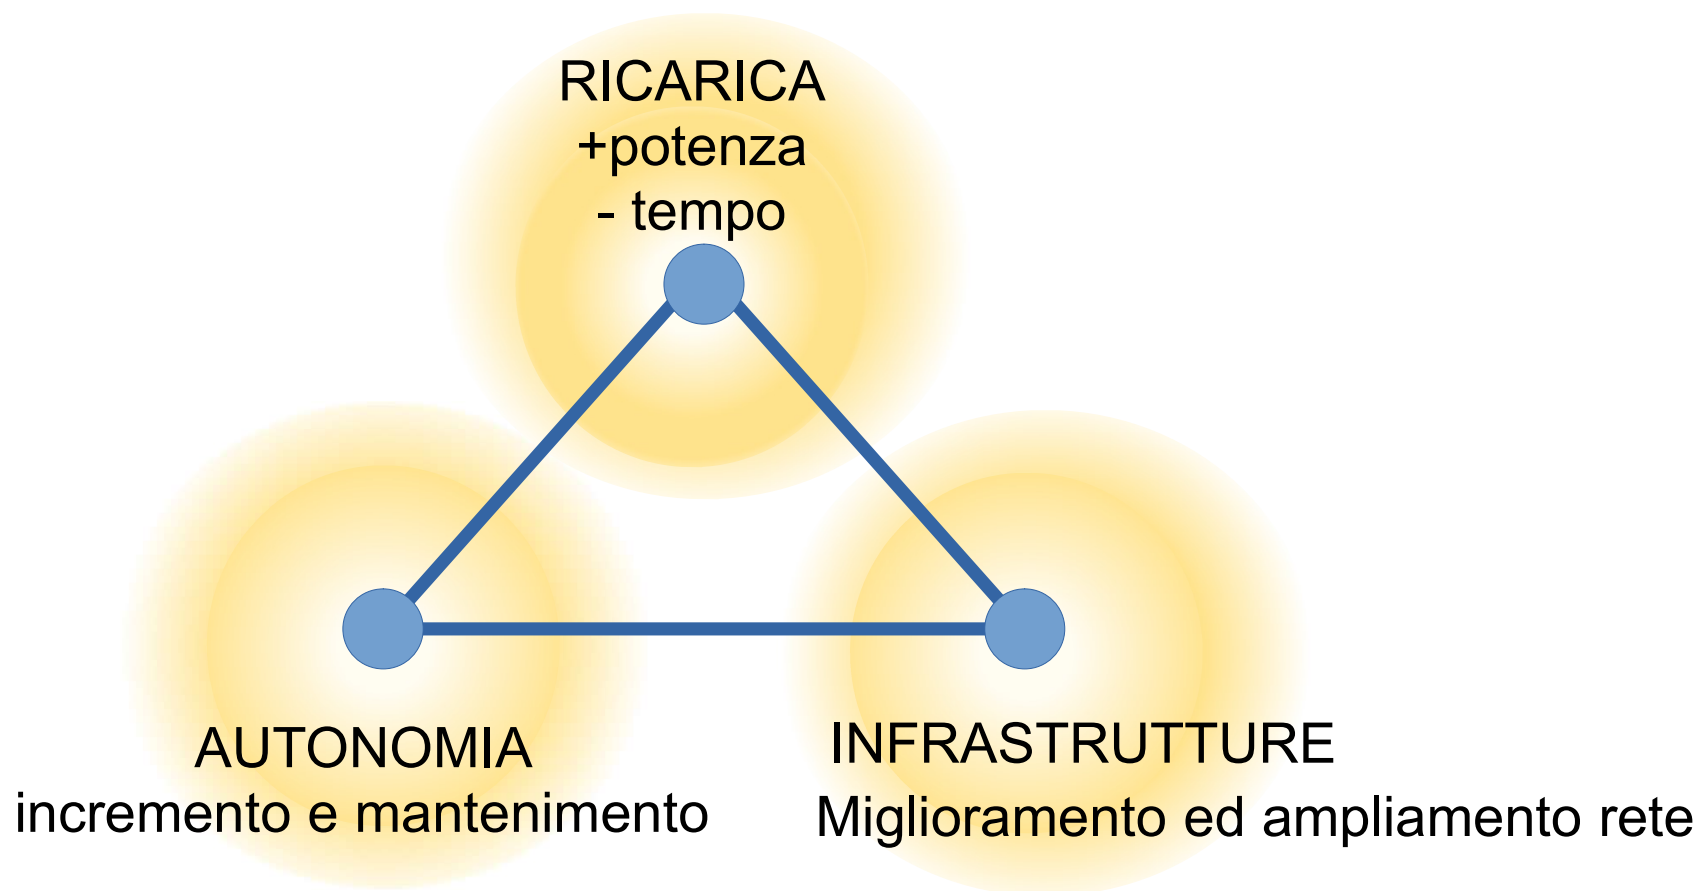 RICARICA
+potenza
- tempo
AUTONOMIA
incremento e mantenimento
INFRASTRUTTURE
Miglioramento ed ampliamento rete